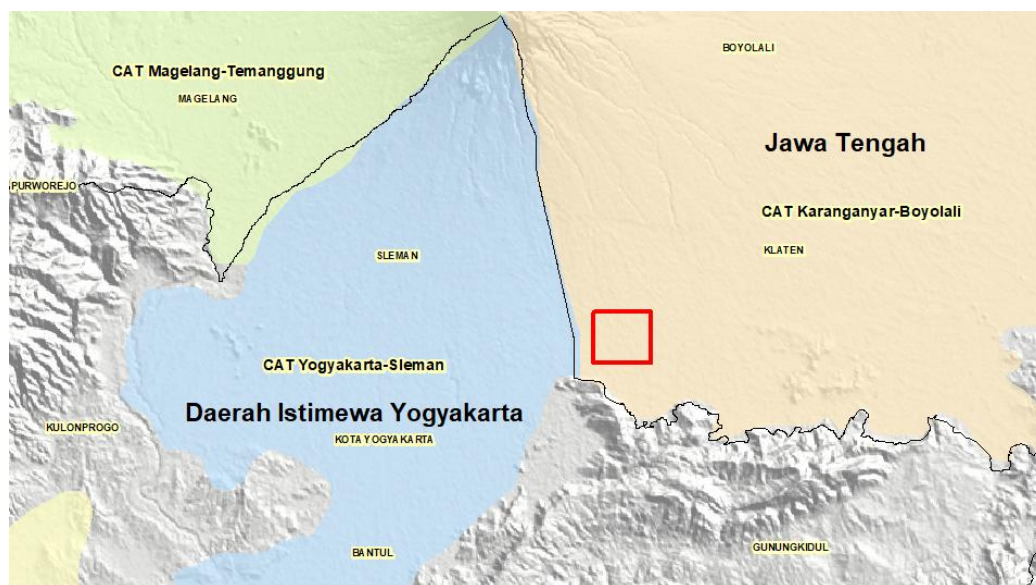 BOYOLALI
CAT Magelang-Temanggung
MAGELANG
Jawa Tengah
PURWOREJO
CAT Karanganyar-Boyolali
SLEMAN
KLATEN
CAT Yogyakarta-Sleman
Daerah Istimewa Yogyakarta
KULONPROGO
KOTA YOGYAKARTA
BANTUL
GUNUNGKIDUL